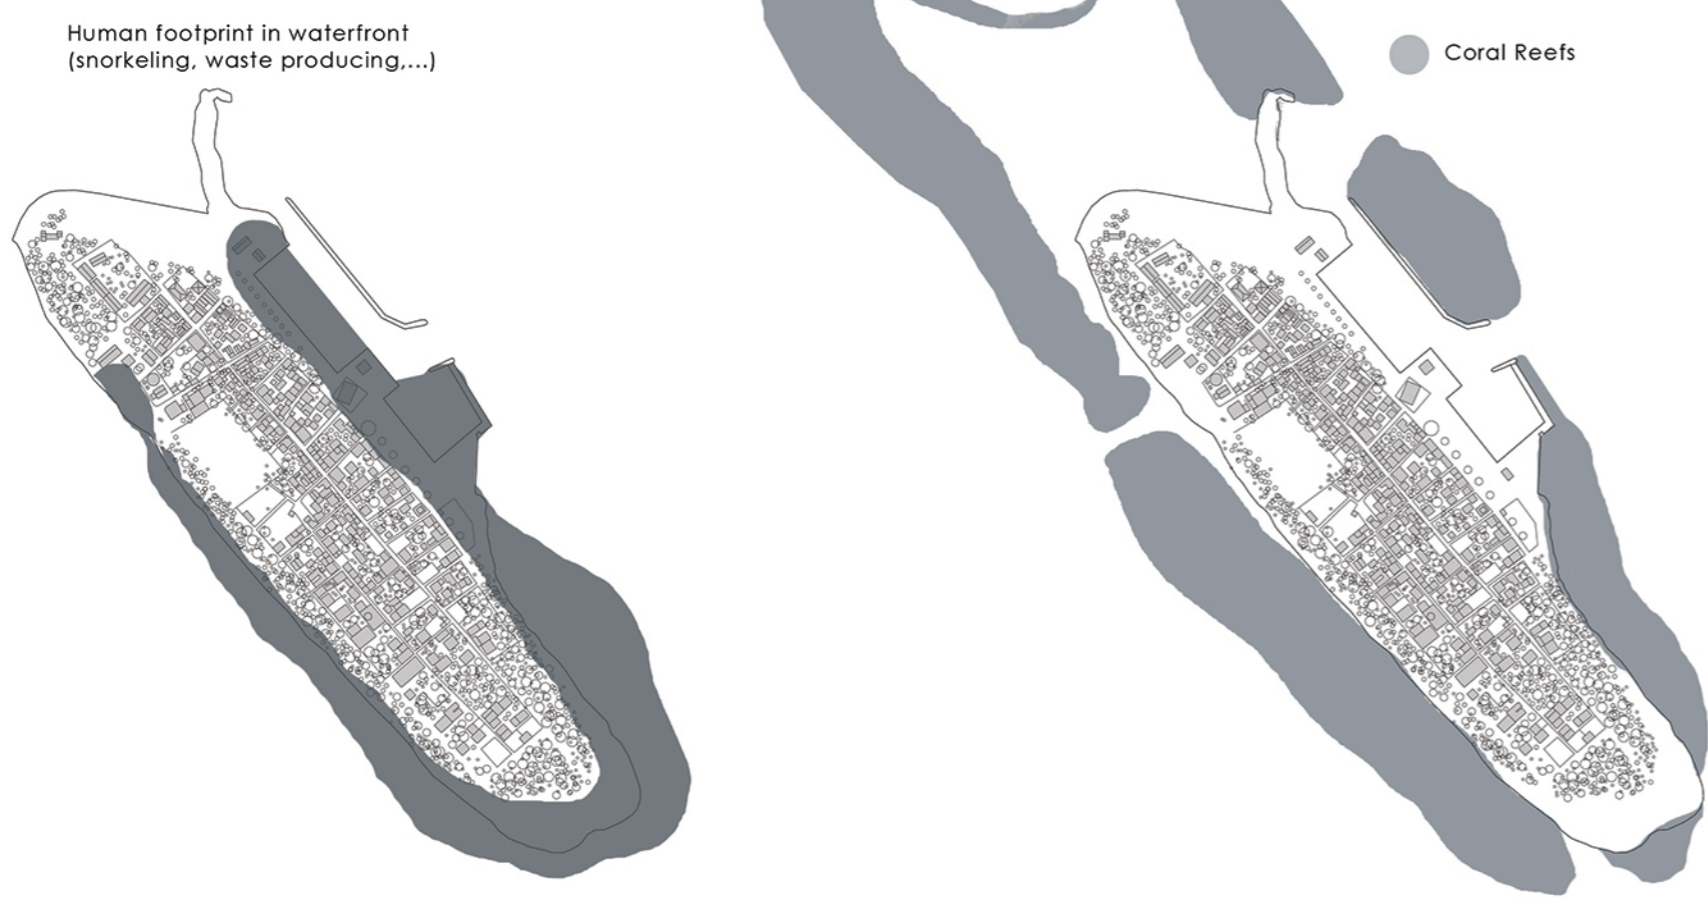 Human footprint in waterfront
(snorkeling, waste producing,...)
Coral Reefs